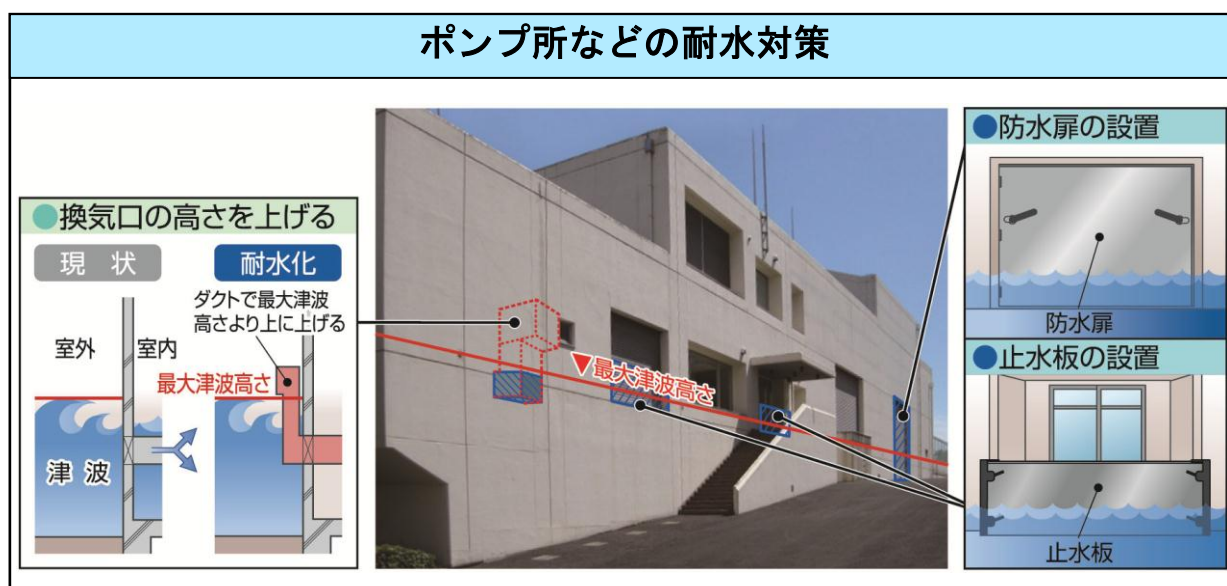 ポンプ所などの耐水対策
●換気口の高さを上げる
現状
耐水化
ダクトで最大津波
高さより上に上げる
室外
室内
最大津波高さ
津波
▼最大津波高さ
●防水扉の設置
防水扉
●止水板の設置
止水板